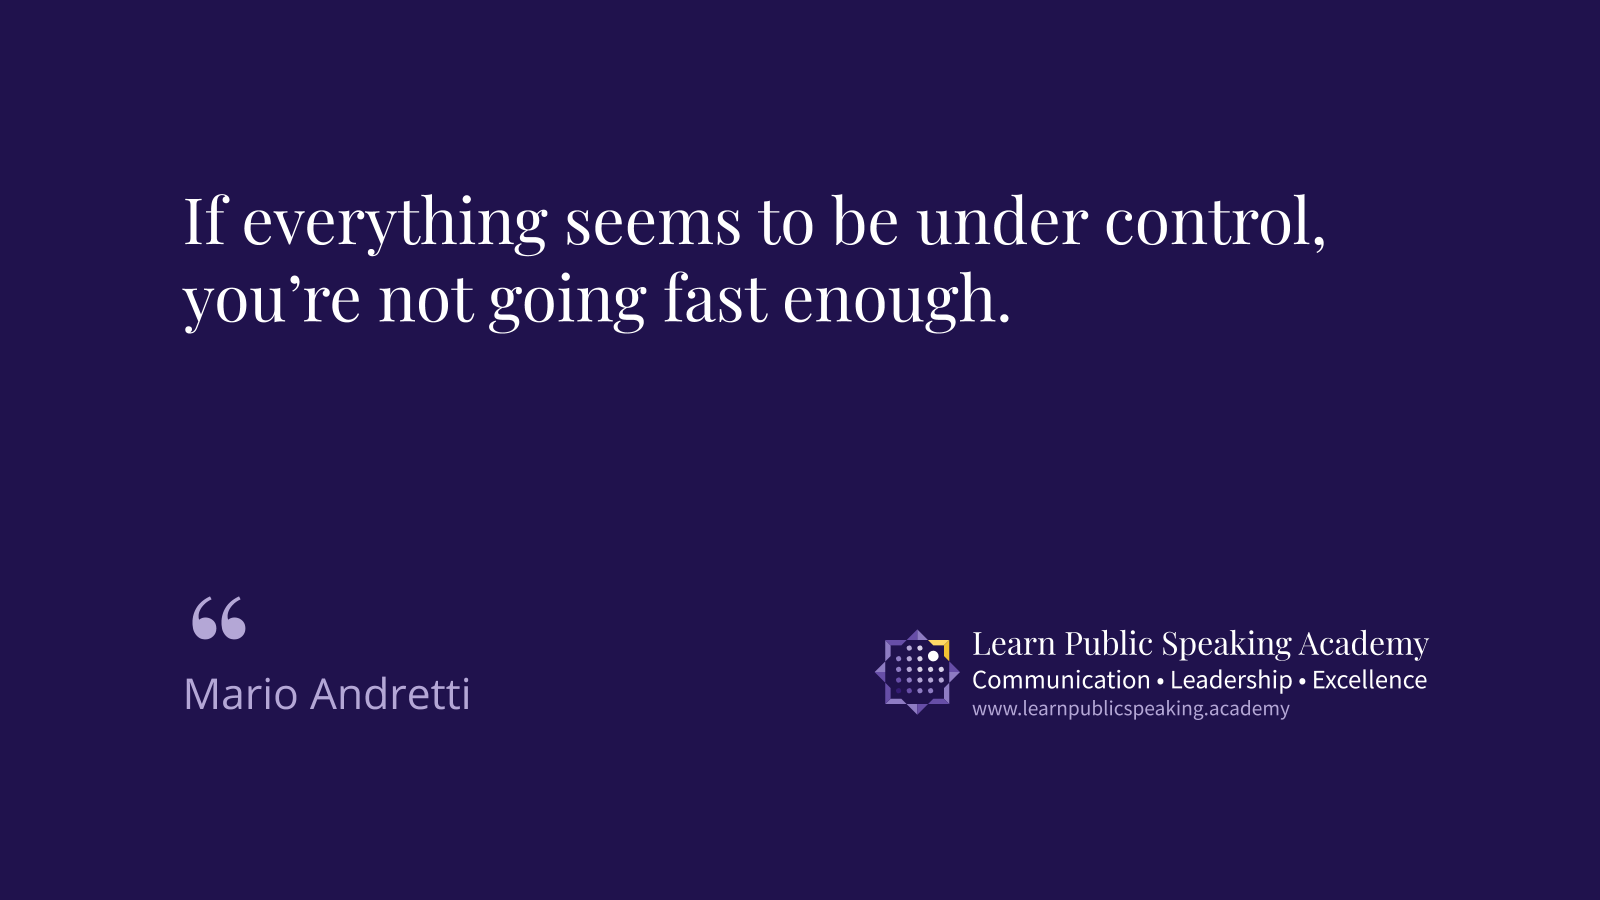 If everything seems to be under control,
you’re not going fast enough.
“
Mario Andretti
Learn Public Speaking Academy
Communication • Leadership • Excellence
www.learnpublicspeaking.academy